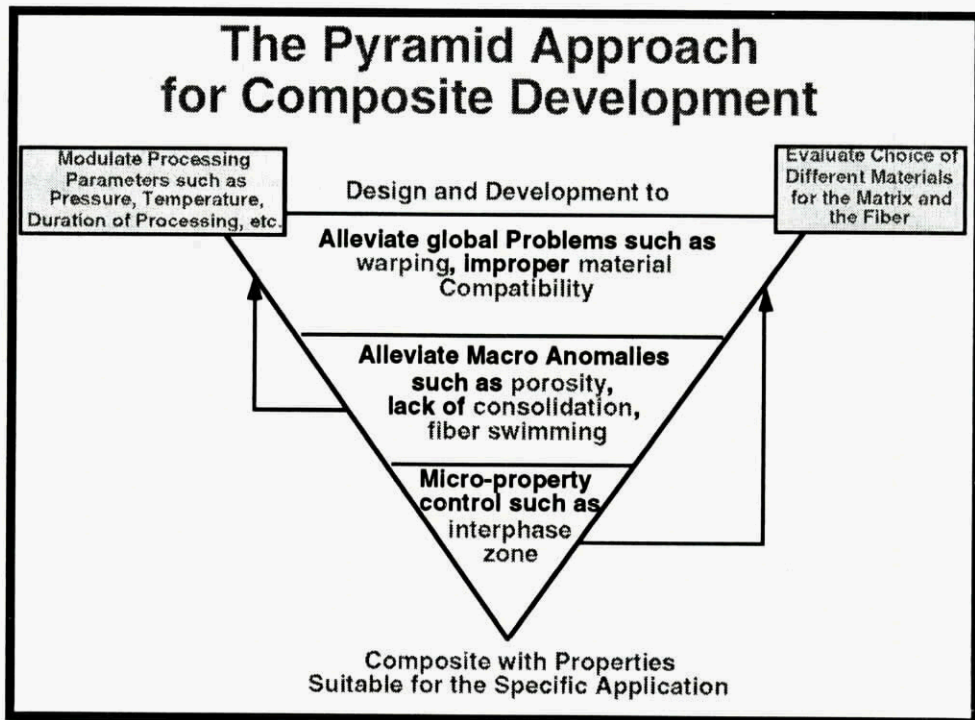 The Pyramid Approach
for Composite Development
Modulate Processing
Parameters such as
Pressure, Temperature,
Duration of Processing, etc.
Design and Development to
Evaluate Choice of
Different Materials
for the Matrix and
the Fiber
Alleviate global Problems such as
warping, improper material
Compatibility
Alleviate Macro Anomalies
such as porosity,
lack of consolidation,
fiber swimming
Micro-property
control such as
interphase
zone
Composite with Properties
Suitable for the Specific Application